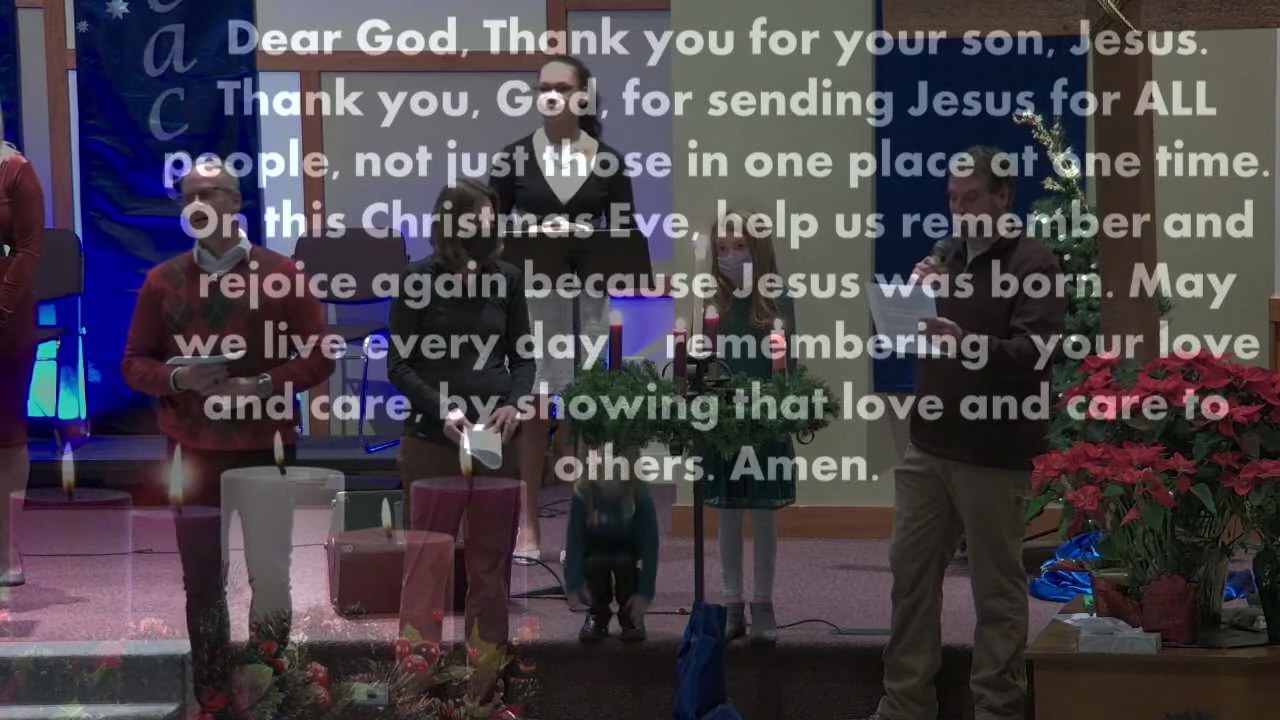 eac
Dear God, Thank you for your son, Jesus.
Thank you, God, for sending Jesus for ALL
people, not just those in one place at one time.
On this Christmas Eve, help us remember and
rejoice again because Jesus was born. May
we live every day, remembering your love
and care, by showing that love and care to
others. Amen.